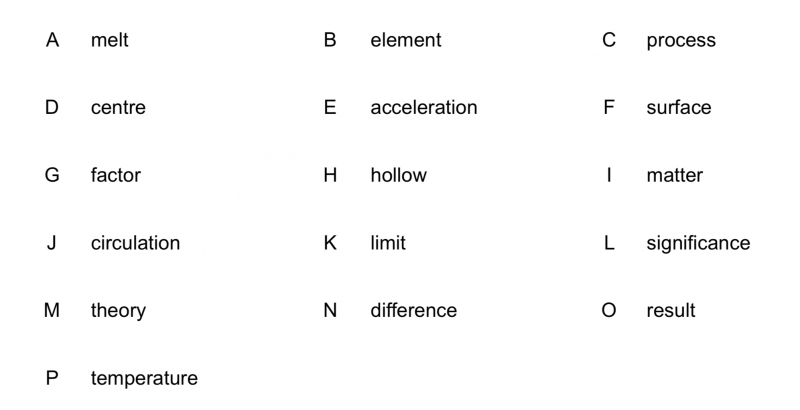 A melt B element C process
D centre E acceleration F surface
G factor H hollow I matter
J circulation K limit L significance
M theory N difference O result
P temperature